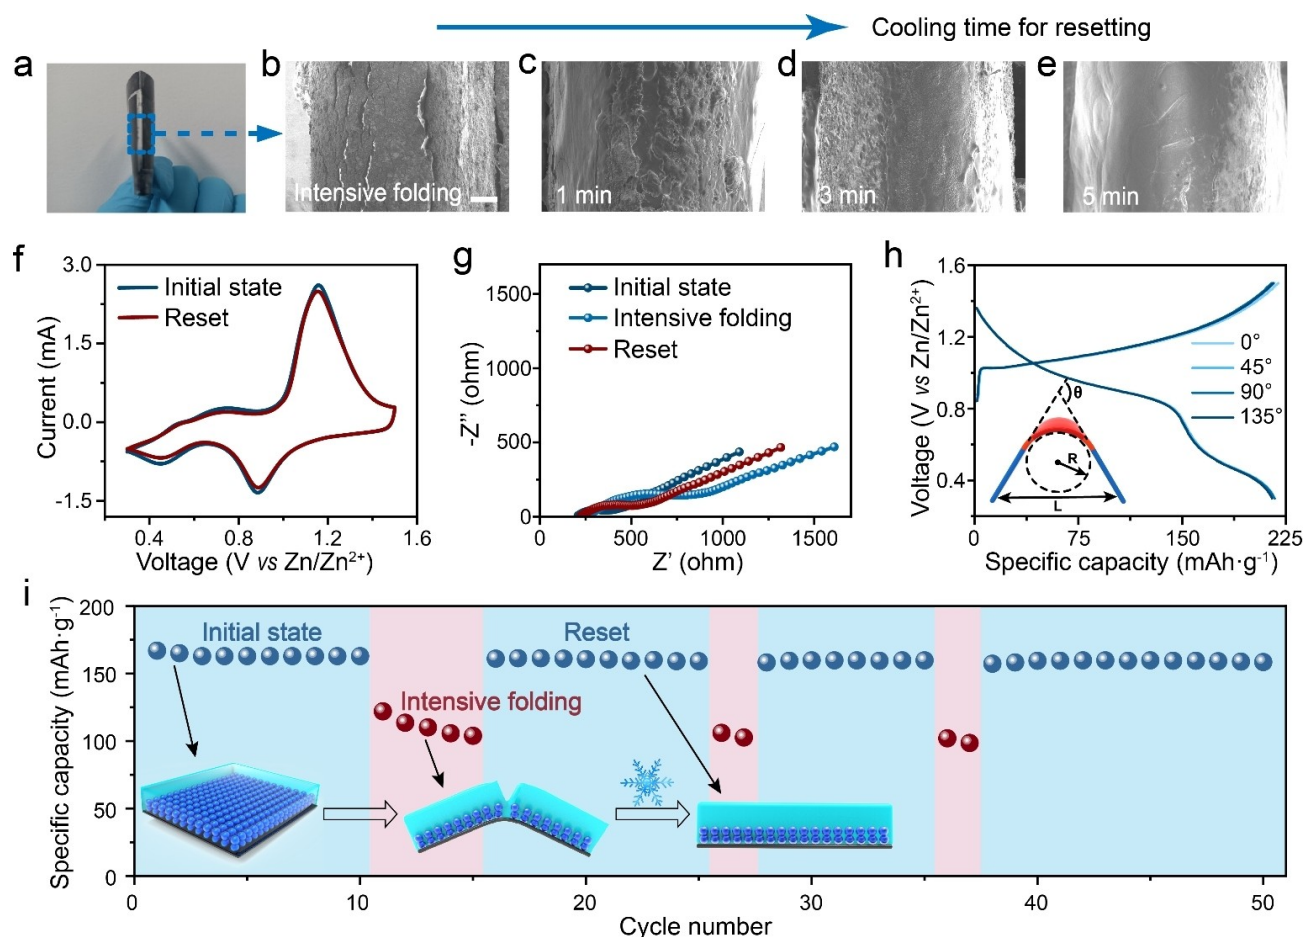 Cooling time for resetting
a
b
c
d
e
Intensive folding
1 min
3 min
5 min
f
3.0
1.5
0.0
-1.5
Current (mA)
Initial state
Reset
0.4
0.8
1.2
1.6
Voltage (V vs Zn/Zn²⁺)
g
1500
1000
500
0
-Z'' (ohm)
Initial state
Intensive folding
Reset
0
500
1000
1500
Z' (ohm)
h
1.6
1.2
0.8
0.4
Voltage (V vs Zn/Zn²⁺)
0°
45°
90°
135°
θ
R
L
0
75
150
225
Specific capacity (mAh·g⁻¹)
i
200
150
100
50
0
Specific capacity (mAh·g⁻¹)
Initial state
Reset
Intensive folding
0
10
20
30
40
50
Cycle number